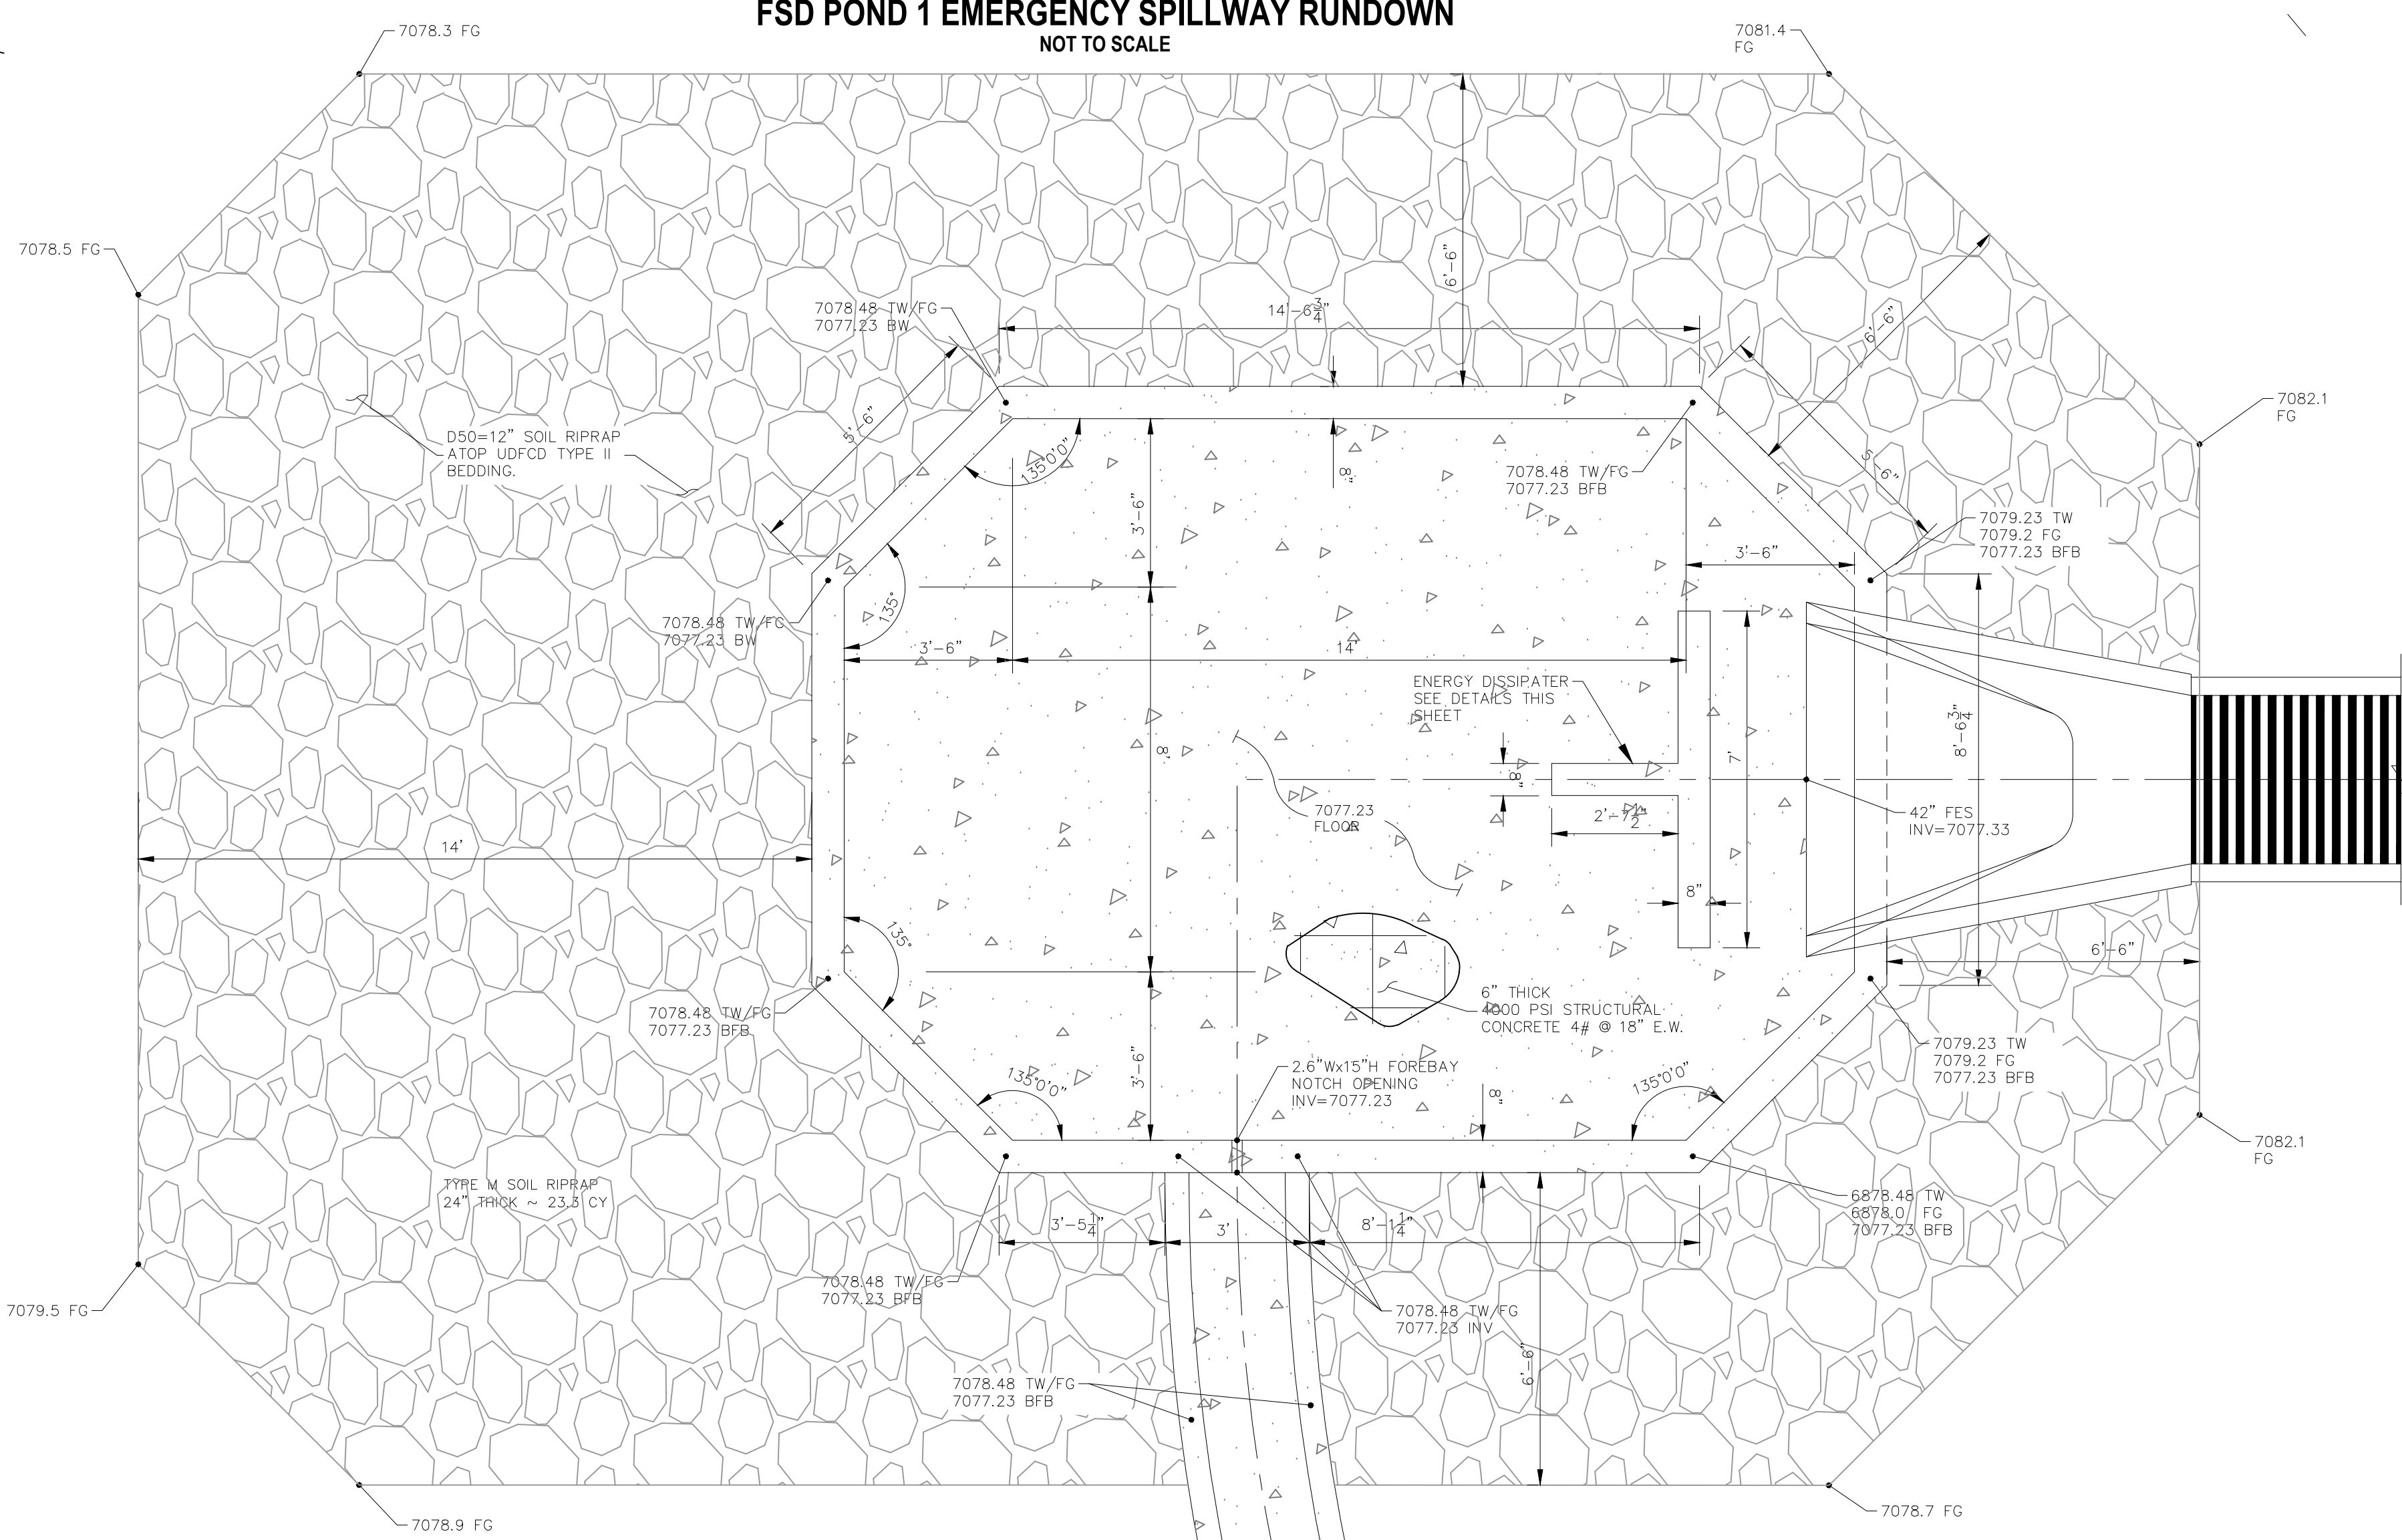 FSD POND 1 EMERGENCY SPILLWAY RUNDOWN
NOT TO SCALE
7078.3 FG
7081.4
FG
7078.5 FG
7078.48 TW/FG
7077.23 BW
14'-6 3/4"
6'-6"
6'-6"
5'-6"
5'-6"
7082.1
FG
D50=12" SOIL RIPRAP
ATOP UDFCD TYPE II
BEDDING.
135°0'0"
3'-6"
8"
7078.48 TW/FG
7077.23 BFB
7079.23 TW
7079.2 FG
7077.23 BFB
3'-6"
135°
7078.48 TW/FG
7077.23 BW
3'-6"
14'
ENERGY DISSIPATER
SEE DETAILS THIS
SHEET
8'
8"
7'
8'-6 3/4"
7077.23
FLOOR
2'-7 1/2"
42" FES
INV=7077.33
14'
8"
135°
6'-6"
7078.48 TW/FG
7077.23 BFB
6" THICK
4000 PSI STRUCTURAL
CONCRETE 4# @ 18" E.W.
7079.23 TW
7079.2 FG
7077.23 BFB
3'-6"
135°0'0"
2.6"Wx15"H FOREBAY
NOTCH OPENING
INV=7077.23
8"
135°0'0"
7082.1
FG
TYPE M SOIL RIPRAP
24" THICK ~ 23.3 CY
3'-5 1/4"
3'
8'-1 1/4"
6878.48 TW
6878.0 FG
7077.23 BFB
7078.48 TW/FG
7077.23 BFB
7079.5 FG
7078.48 TW/FG
7077.23 INV
6'-6"
7078.48 TW/FG
7077.23 BFB
7078.9 FG
7078.7 FG